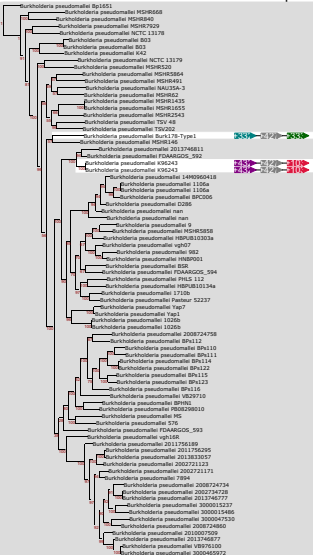 Burkholderia pseudomallei Bp1651
Burkholderia pseudomallei MSHR668
Burkholderia pseudomallei MSHR840
Burkholderia pseudomallei MSHR7929
Burkholderia pseudomallei NCTC 13178
Burkholderia pseudomallei B03
Burkholderia pseudomallei B03
Burkholderia pseudomallei K42
Burkholderia pseudomallei NCTC 13179
Burkholderia pseudomallei MSHR520
Burkholderia pseudomallei MSHR5864
Burkholderia pseudomallei MSHR491
Burkholderia pseudomallei NAU35A-3
Burkholderia pseudomallei MSHR62
Burkholderia pseudomallei MSHR1435
Burkholderia pseudomallei MSHR1655
Burkholderia pseudomallei MSHR2543
Burkholderia pseudomallei TSV 48
Burkholderia pseudomallei TSV202
Burkholderia pseudomallei Burk178-Type1
Burkholderia pseudomallei MSHR146
Burkholderia pseudomallei 2013746811
Burkholderia pseudomallei FDAARGOS_592
Burkholderia pseudomallei K96243
Burkholderia pseudomallei K96243
Burkholderia pseudomallei 14M0960418
Burkholderia pseudomallei 1106a
Burkholderia pseudomallei 1106a
Burkholderia pseudomallei BPC006
Burkholderia pseudomallei D286
Burkholderia pseudomallei nan
Burkholderia pseudomallei nan
Burkholderia pseudomallei 9
Burkholderia pseudomallei MSHR5858
Burkholderia pseudomallei HBPUB10303a
Burkholderia pseudomallei vgh07
Burkholderia pseudomallei 982
Burkholderia pseudomallei HNBP001
Burkholderia pseudomallei BSR
Burkholderia pseudomallei FDAARGOS_594
Burkholderia pseudomallei PHLS 112
Burkholderia pseudomallei HBPUB10134a
Burkholderia pseudomallei 1710b
Burkholderia pseudomallei Pasteur 52237
Burkholderia pseudomallei Yap7
Burkholderia pseudomallei Yap1
Burkholderia pseudomallei 1026b
Burkholderia pseudomallei 1026b
Burkholderia pseudomallei 2008724758
Burkholderia pseudomallei BPs112
Burkholderia pseudomallei BPs110
Burkholderia pseudomallei BPs111
Burkholderia pseudomallei BPs114
Burkholderia pseudomallei BPs122
Burkholderia pseudomallei BPs115
Burkholderia pseudomallei BPs123
Burkholderia pseudomallei BPs116
Burkholderia pseudomallei VB29710
Burkholderia pseudomallei BPHN1
Burkholderia pseudomallei PB08298010
Burkholderia pseudomallei MS
Burkholderia pseudomallei 576
Burkholderia pseudomallei FDAARGOS_593
Burkholderia pseudomallei vgh16R
Burkholderia pseudomallei 2011756189
Burkholderia pseudomallei 2011756295
Burkholderia pseudomallei 2013833057
Burkholderia pseudomallei 2002721123
Burkholderia pseudomallei 2002721171
Burkholderia pseudomallei 7894
Burkholderia pseudomallei 2008724734
Burkholderia pseudomallei 2002734728
Burkholderia pseudomallei 2013746777
Burkholderia pseudomallei 3000015237
Burkholderia pseudomallei 3000015486
Burkholderia pseudomallei 3000047530
Burkholderia pseudomallei 2008724860
Burkholderia pseudomallei 2010007509
Burkholderia pseudomallei 2013746877
Burkholderia pseudomallei VB976100
Burkholderia pseudomallei 3000465972